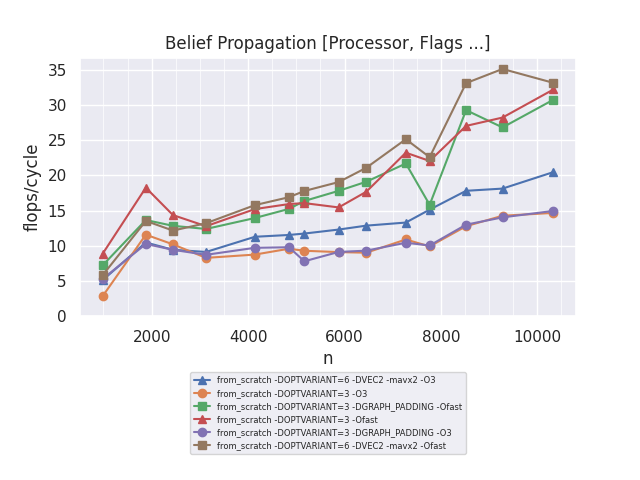 Belief Propagation [Processor, Flags ...]
35
30
25
20
15
10
5
0
flops/cycle
2000 4000 6000 8000 10000
n
from_scratch -DOPTVARIANT=6 -DVEC2 -mavx2 -O3
from_scratch -DOPTVARIANT=3 -O3
from_scratch -DOPTVARIANT=3 -DGRAPH_PADDING -Ofast
from_scratch -DOPTVARIANT=3 -Ofast
from_scratch -DOPTVARIANT=3 -DGRAPH_PADDING -O3
from_scratch -DOPTVARIANT=6 -DVEC2 -mavx2 -Ofast